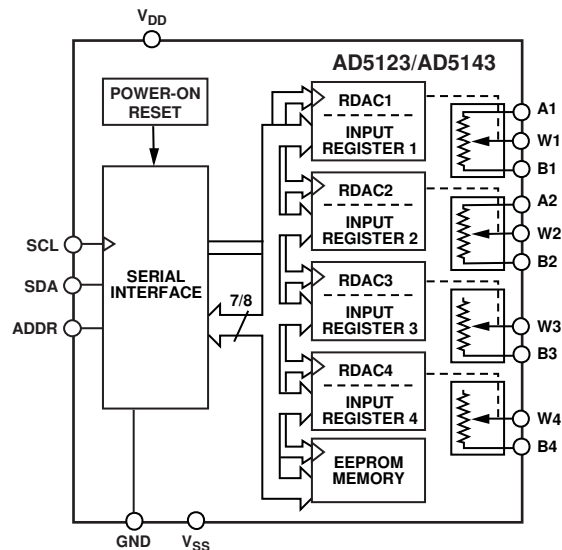 VDD
AD5123/AD5143
POWER-ON
RESET
RDAC1
INPUT
REGISTER 1
A1
W1
B1
RDAC2
INPUT
REGISTER 2
A2
W2
B2
SCL
SDA
ADDR
SERIAL
INTERFACE
7/8
RDAC3
INPUT
REGISTER 3
W3
B3
RDAC4
INPUT
REGISTER 4
W4
B4
EEPROM
MEMORY
GND
VSS